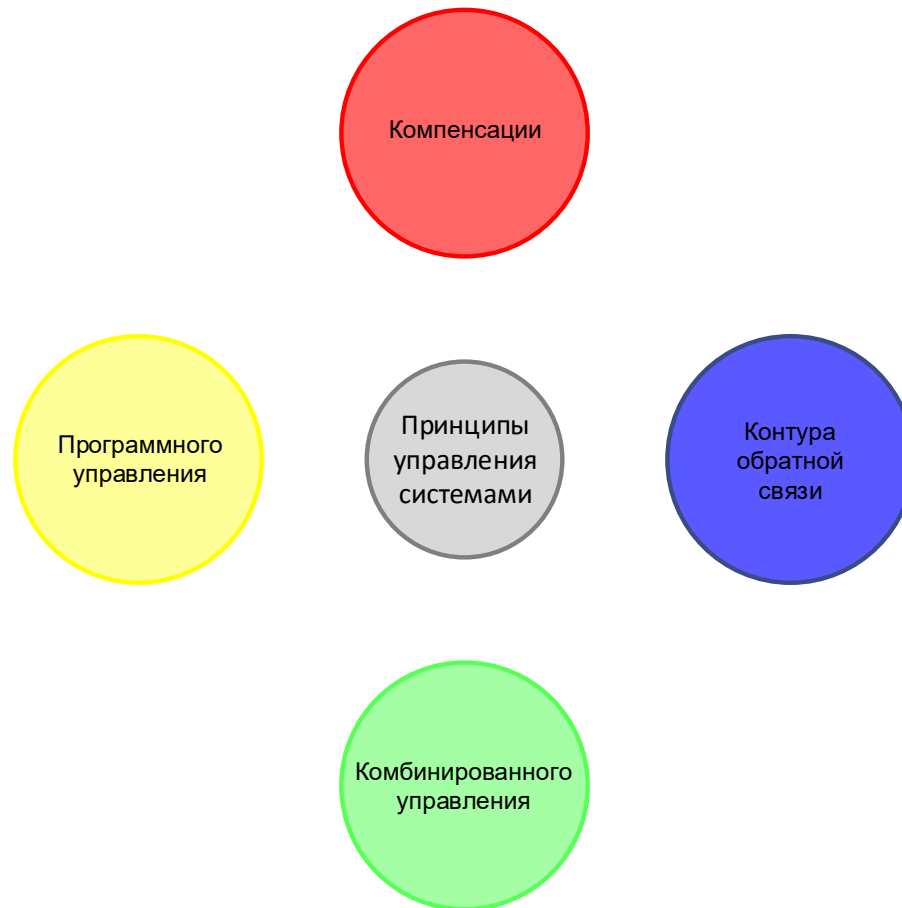 Компенсации
Программного
управления
Принципы
управления
системами
Контура
обратной
связи
Комбинированного
управления